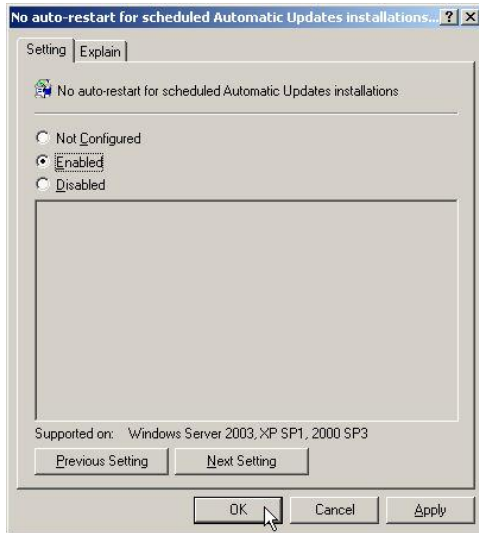 No auto-restart for scheduled Automatic Updates installations...
Setting Explain
No auto-restart for scheduled Automatic Updates installations
Not Configured
Enabled
Disabled
Supported on: Windows Server 2003, XP SP1, 2000 SP3
Previous Setting Next Setting
OK Cancel Apply